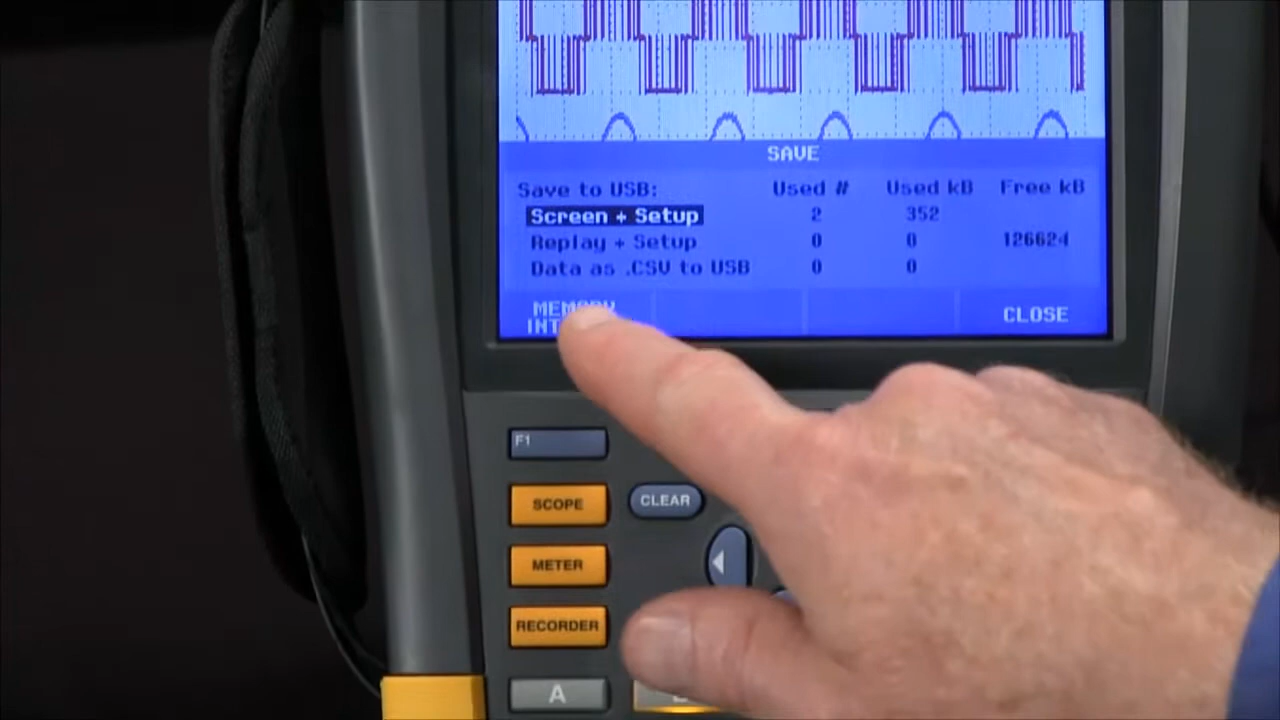 SAVE
Save to USB: Used # Used kB Free kB
Screen + Setup 2 352
Replay + Setup 0 0 126624
Data as .CSV to USB 0 0
MEMORY
CLOSE
F1
SCOPE CLEAR
METER
RECORDER
A